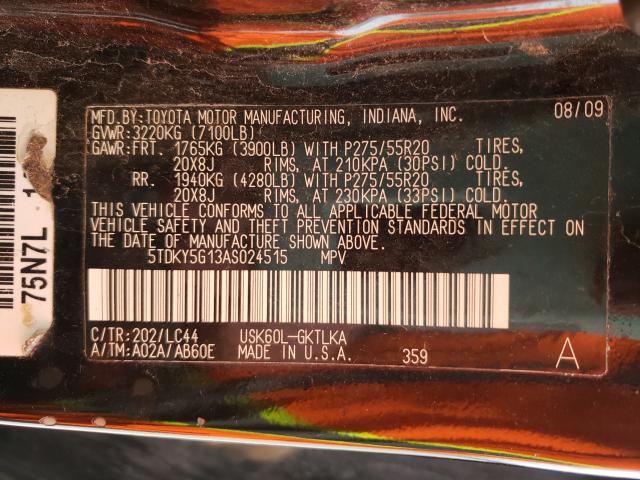 MFD.BY:TOYOTA MOTOR MANUFACTURING, INDIANA, INC. 08/09
GVWR:3220KG (7100LB)
GAWR:FRT. 1765KG (3900LB) WITH P275/55R20 TIRES,
20X8J RIMS, AT 210KPA (30PSI) COLD.
RR. 1940KG (4280LB) WITH P275/55R20 TIRES,
20X8J RIMS, AT 230KPA (33PSI) COLD.
THIS VEHICLE CONFORMS TO ALL APPLICABLE FEDERAL MOTOR
VEHICLE SAFETY AND THEFT PREVENTION STANDARDS IN EFFECT ON
THE DATE OF MANUFACTURE SHOWN ABOVE.
5TDKY5G13AS024515 MPV
C/TR:202/LC44 USK60L-GKTLKA
A/TM:A02A/AB60E MADE IN U.S.A. 359 A
75N7L